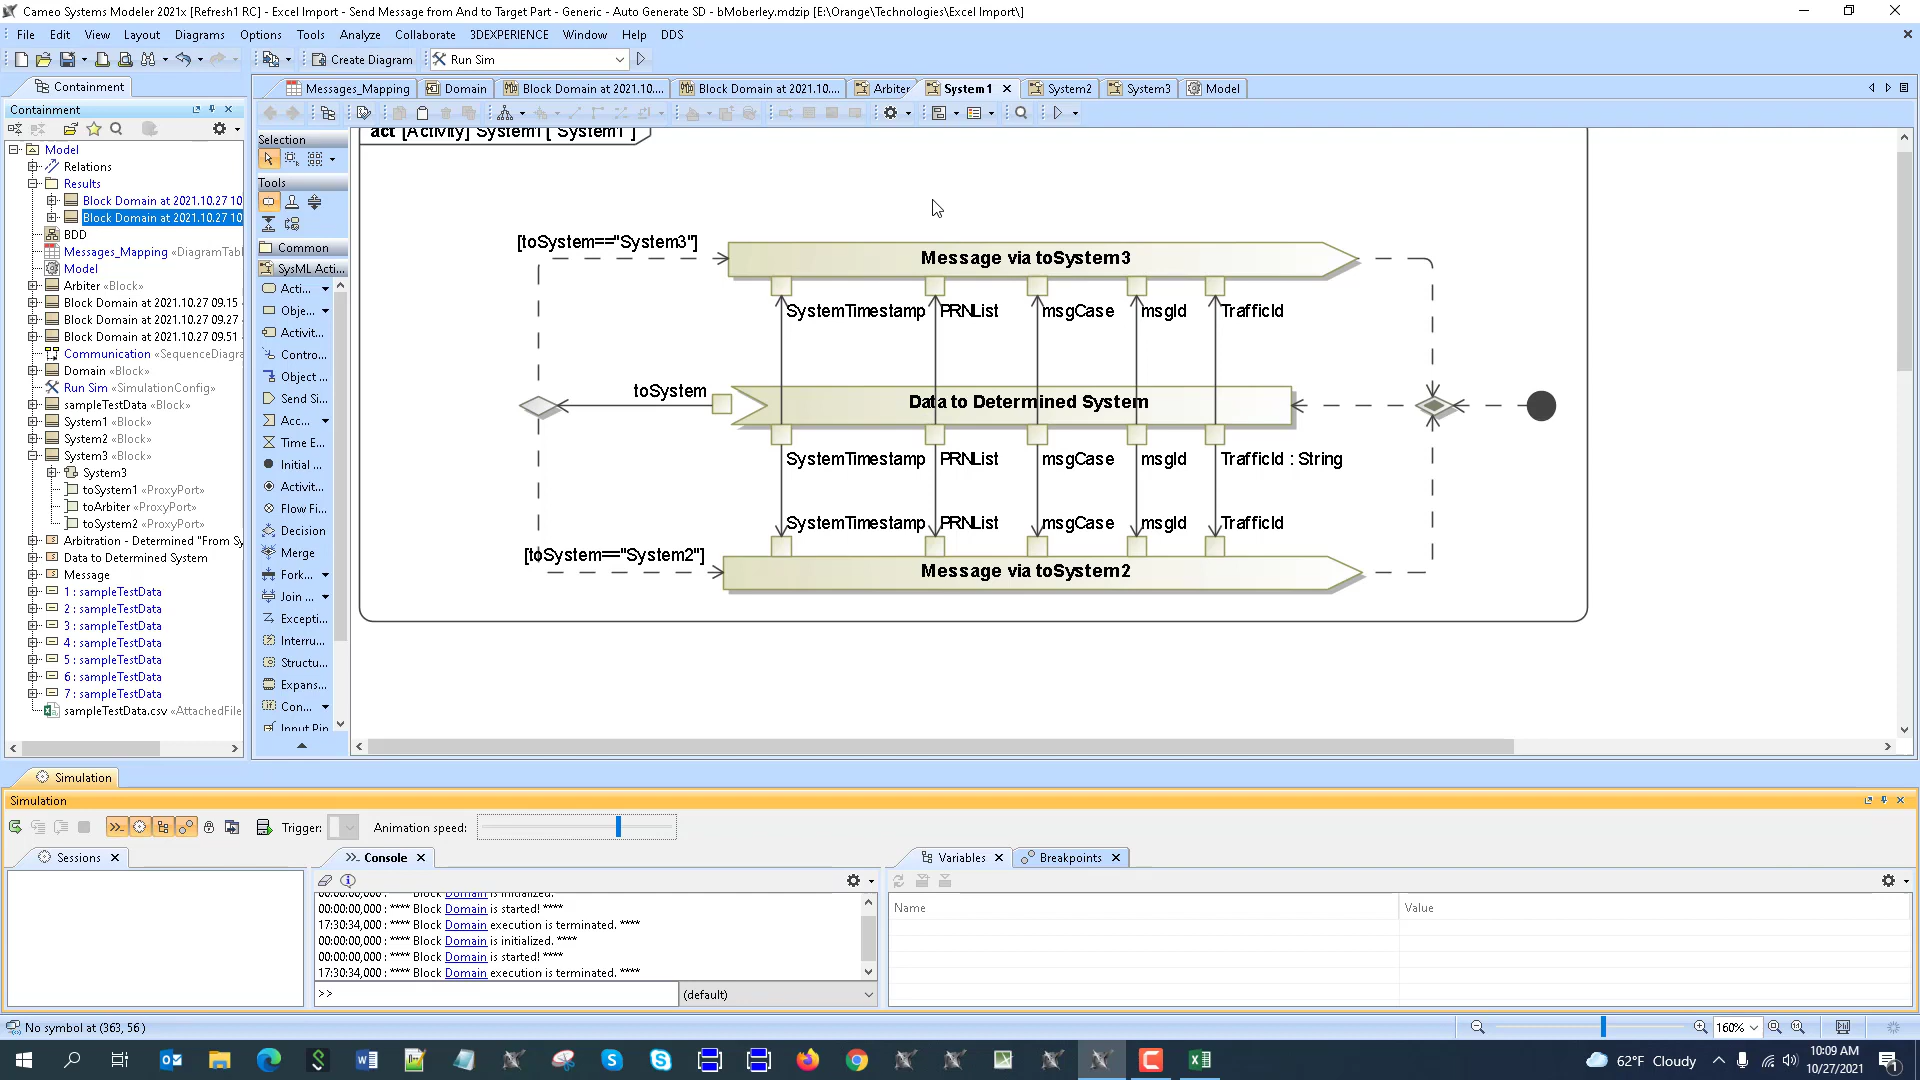 Cameo Systems Modeler 2021x [Refresh1 RC] - Excel Import - Send Message from And to Target Part - Generic - Auto Generate SD - bMoberley.mdzip [E:\Orange\Technologies\Excel Import\]
File Edit View Layout Diagrams Options Tools Analyze Collaborate 3DEXPERIENCE Window Help DDS
Create Diagram Run Sim
Containment
Messages_Mapping Domain Block Domain at 2021.10.... Block Domain at 2021.10.... Arbiter System1 System2 System3 Model
Containment
Model
Relations
Results
Block Domain at 2021.10.27 10
Block Domain at 2021.10.27 10
BDD
Messages_Mapping «DiagramTabl
Model
Arbiter «Block»
Block Domain at 2021.10.27 09.15
Block Domain at 2021.10.27 09.27
Block Domain at 2021.10.27 09.51
Communication «SequenceDiagra
Domain «Block»
Run Sim «SimulationConfig»
sampleTestData «Block»
System1 «Block»
System2 «Block»
System3 «Block»
System3
toSystem1 «ProxyPort»
toArbiter «ProxyPort»
toSystem2 «ProxyPort»
Arbitration - Determined "From Sy
Data to Determined System
Message
1 : sampleTestData
2 : sampleTestData
3 : sampleTestData
4 : sampleTestData
5 : sampleTestData
6 : sampleTestData
7 : sampleTestData
sampleTestData.csv «AttachedFile
Selection
Tools
Common
SysML Acti...
Acti...
Obje...
Activit...
Contro...
Object ...
Send Si...
Acc...
Time E...
Initial ...
Activit...
Flow Fi...
Decision
Merge
Fork...
Join ...
Excepti...
Interru...
Structu...
Expans...
Con...
Input Pin
act [Activity] System1 [ System1 ]
[toSystem=="System3"]
Message via toSystem3
SystemTimestamp PRNList msgCase msgId TrafficId
toSystem
Data to Determined System
SystemTimestamp PRNList msgCase msgId TrafficId : String
SystemTimestamp PRNList msgCase msgId TrafficId
[toSystem=="System2"]
Message via toSystem2
Simulation
Simulation
Trigger: Animation speed:
Sessions Console Variables Breakpoints
00:00:00,000 : **** Block Domain is initialized.
00:00:00,000 : **** Block Domain is started! ****
17:30:34,000 : **** Block Domain execution is terminated. ****
00:00:00,000 : **** Block Domain is initialized. ****
00:00:00,000 : **** Block Domain is started! ****
17:30:34,000 : **** Block Domain execution is terminated. ****
>> (default)
Name Value
No symbol at (363, 56)
160%
62°F Cloudy
10:09 AM
10/27/2021
1